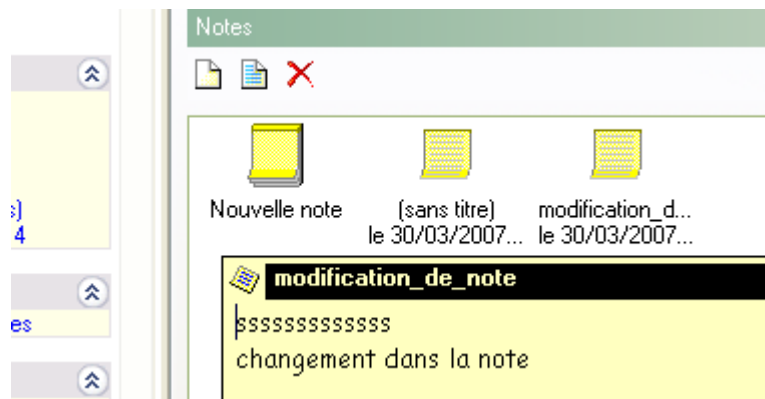 Notes
s)
4
es
Nouvelle note
(sans titre)
le 30/03/2007...
modification_d...
le 30/03/2007...
modification_de_note
sssssssssssss
changement dans la note